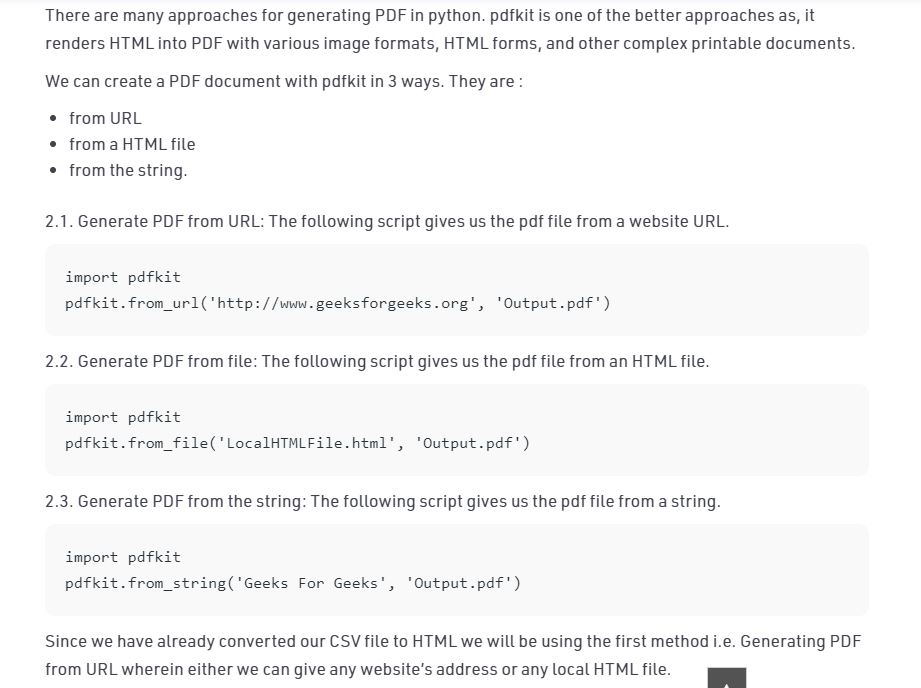 There are many approaches for generating PDF in python. pdfkit is one of the better approaches as, it
renders HTML into PDF with various image formats, HTML forms, and other complex printable documents.
We can create a PDF document with pdfkit in 3 ways. They are :
• from URL
• from a HTML file
• from the string.
2.1. Generate PDF from URL: The following script gives us the pdf file from a website URL.
import pdfkit
pdfkit.from_url('http://www.geeksforgeeks.org', 'Output.pdf')
2.2. Generate PDF from file: The following script gives us the pdf file from an HTML file.
import pdfkit
pdfkit.from_file('LocalHTMLFile.html', 'Output.pdf')
2.3. Generate PDF from the string: The following script gives us the pdf file from a string.
import pdfkit
pdfkit.from_string('Geeks For Geeks', 'Output.pdf')
Since we have already converted our CSV file to HTML we will be using the first method i.e. Generating PDF
from URL wherein either we can give any website's address or any local HTML file.